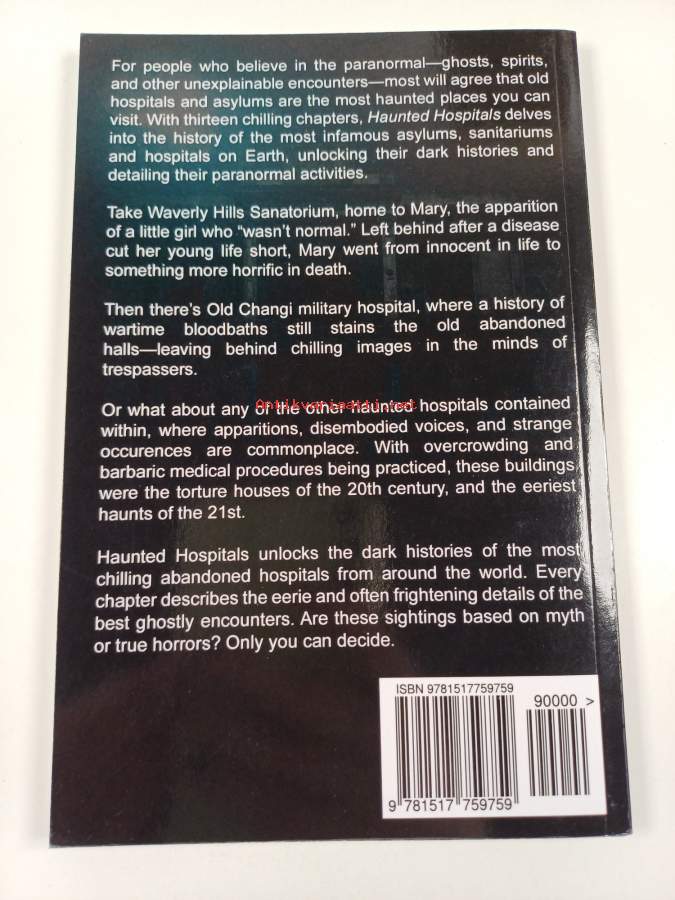 For people who believe in the paranormal—ghosts, spirits,
and other unexplainable encounters—most will agree that old
hospitals and asylums are the most haunted places you can
visit. With thirteen chilling chapters, Haunted Hospitals delves
into the history of the most infamous asylums, sanitariums
and hospitals on Earth, unlocking their dark histories and
detailing their paranormal activities.
Take Waverly Hills Sanatorium, home to Mary, the apparition
of a little girl who “wasn’t normal.” Left behind after a disease
cut her young life short, Mary went from innocent in life to
something more horrific in death.
Then there’s Old Changi military hospital, where a history of
wartime bloodbaths still stains the old abandoned
halls—leaving behind chilling images in the minds of
trespassers.
Antikvariaatti.net
Or what about any of the other haunted hospitals contained
within, where apparitions, disembodied voices, and strange
occurences are commonplace. With overcrowding and
barbaric medical procedures being practiced, these buildings
were the torture houses of the 20th century, and the eeriest
haunts of the 21st.
Haunted Hospitals unlocks the dark histories of the most
chilling abandoned hospitals from around the world. Every
chapter describes the eerie and often frightening details of the
best ghostly encounters. Are these sightings based on myth
or true horrors? Only you can decide.
ISBN 9781517759759
90000 >
9 781517 759759